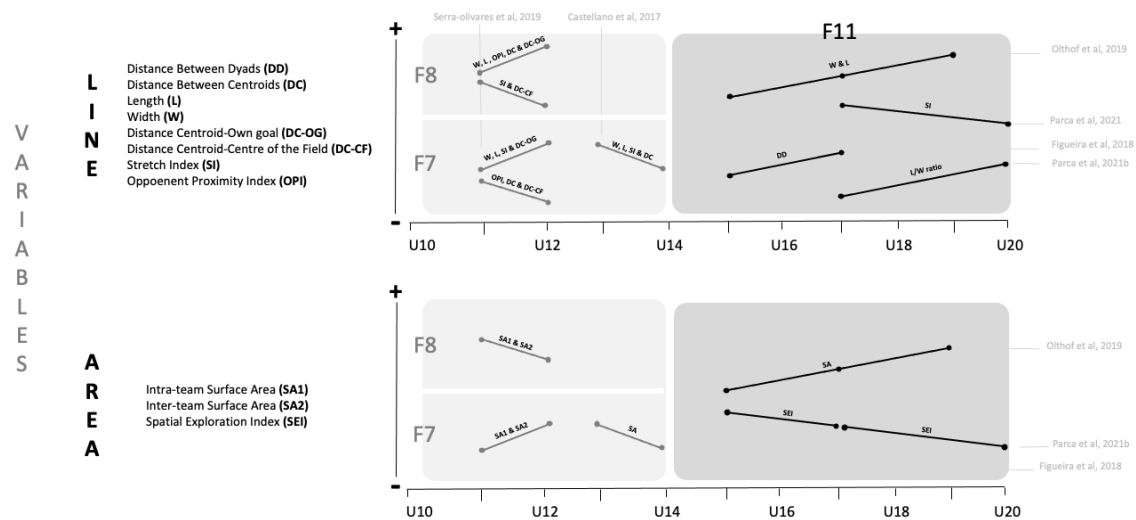 VARIABLES
LINE
Distance Between Dyads (DD)
Distance Between Centroids (DC)
Length (L)
Width (W)
Distance Centroid-Own goal (DC-OG)
Distance Centroid-Centre of the Field (DC-CF)
Stretch Index (SI)
Oppoenent Proximity Index (OPI)
Serra-olivares et al, 2019
Castellano et al, 2017
+
-
F8
W, L, OPI, DC & DC-OG
SI & DC-CF
F7
W, L, SI & DC-OG
OPI, DC & DC-CF
W, L, SI & DC
F11
W & L
SI
DD
L/W ratio
Olthof et al, 2019
Parca et al, 2021
Figueira et al, 2018
Parca et al, 2021b
U10
U12
U14
U16
U18
U20
AREA
Intra-team Surface Area (SA1)
Inter-team Surface Area (SA2)
Spatial Exploration Index (SEI)
+
-
F8
SA1 & SA2
F7
SA1 & SA2
SA
SA
SEI
SEI
Olthof et al, 2019
Parca et al, 2021b
Figueira et al, 2018
U10
U12
U14
U16
U18
U20